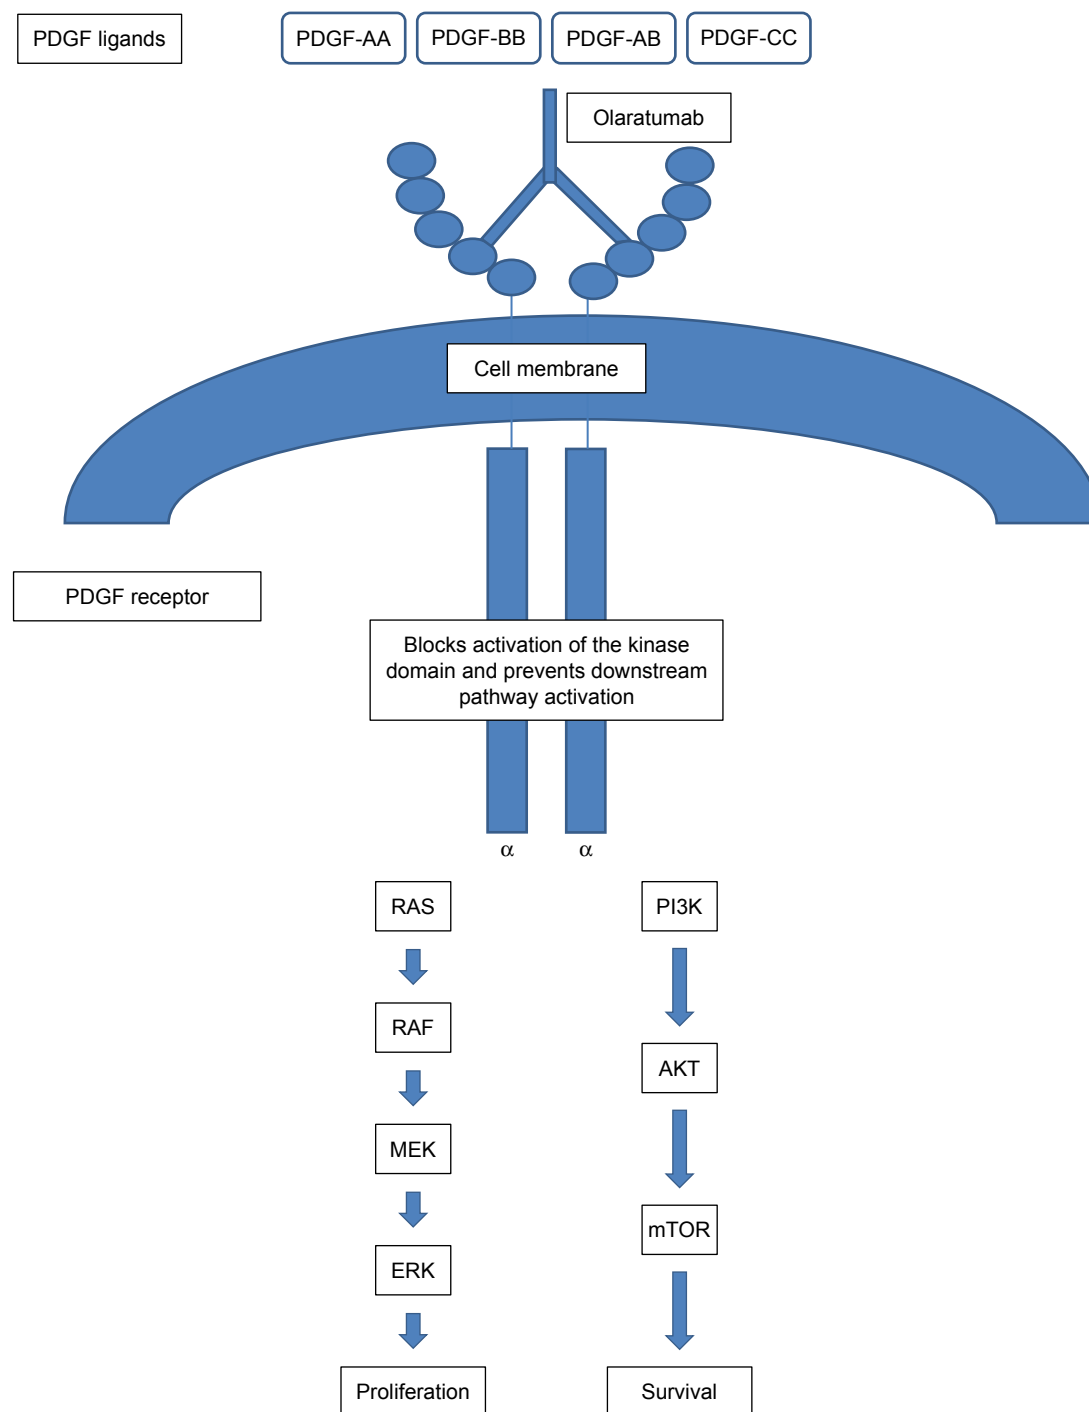 PDGF ligands
PDGF-AA
PDGF-BB
PDGF-AB
PDGF-CC
Olaratumab
Cell membrane
PDGF receptor
Blocks activation of the kinase
domain and prevents downstream
pathway activation
α
α
RAS
PI3K
RAF
AKT
MEK
mTOR
ERK
Proliferation
Survival